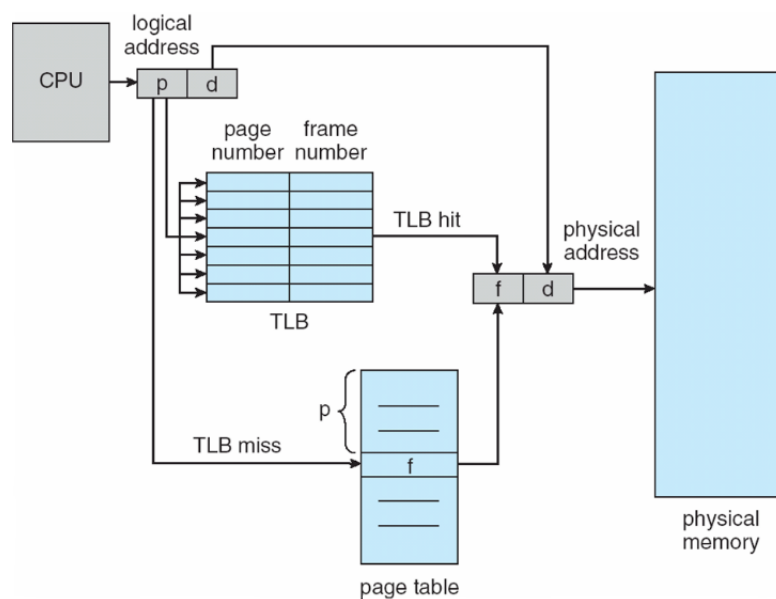 logical
address
CPU
p
d
page
number
frame
number
TLB hit
physical
address
f
d
TLB
p
TLB miss
f
physical
memory
page table